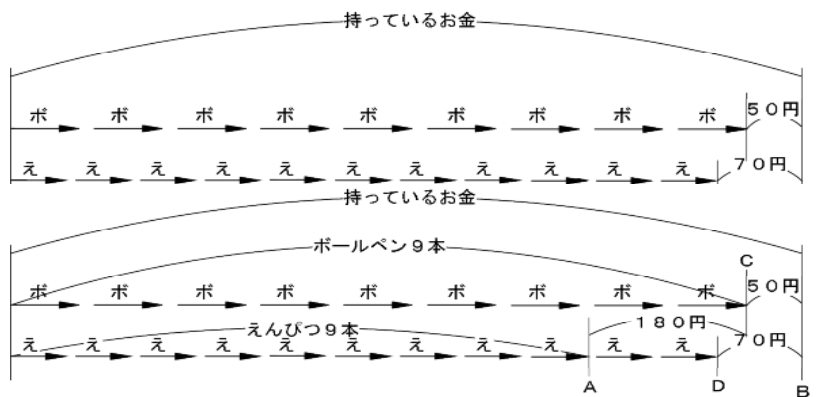 持っているお金
ボ ボ ボ ボ ボ ボ ボ ボ ボ ５０円
え え え え え え え え え え え ７０円
持っているお金
ボールペン９本
C
ボ ボ ボ ボ ボ ボ ボ ボ ボ ５０円
えんぴつ９本 １８０円
え え え え え え え え え え え ７０円
A D B